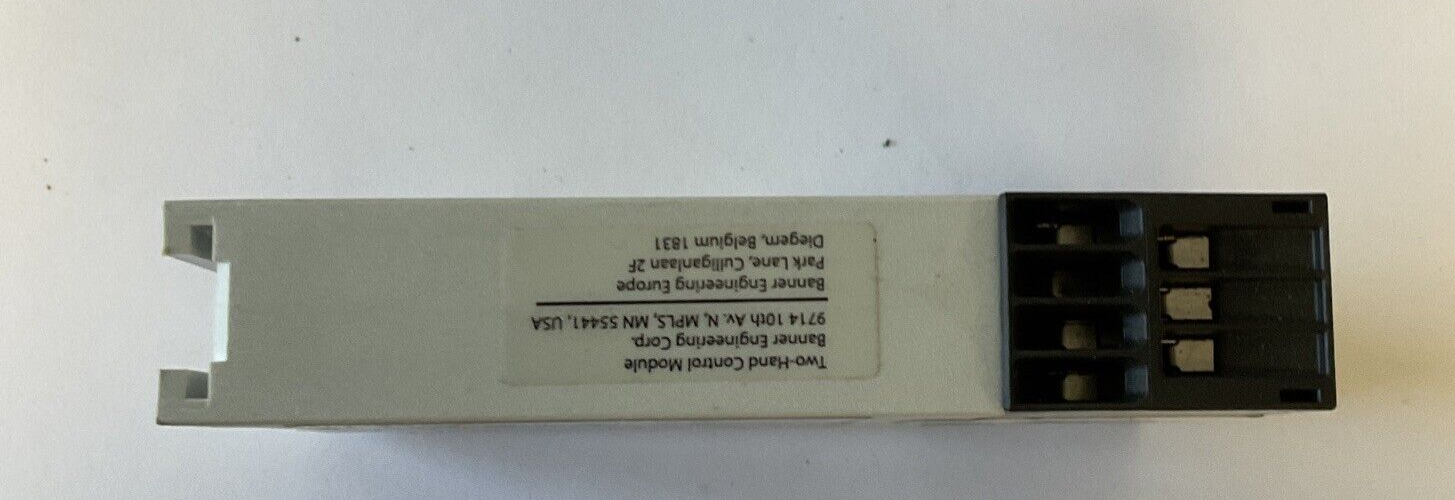 Two-Hand Control Module
Banner Engineering Corp.
9714 10th Av. N, MPLS, MN 55441, USA
Banner Engineering Europe
Park Lane, Culliganlaan 2F
Diegem, Belgium 1831